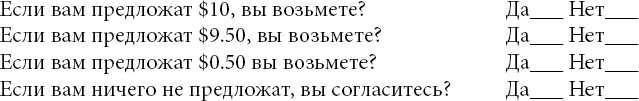 Если вам предложат $10, вы возьмете? Да___ Нет___
Если вам предложат $9.50, вы возьмете? Да___ Нет___
Если вам предложат $0.50 вы возьмете? Да___ Нет___
Если вам ничего не предложат, вы согласитесь? Да___ Нет___